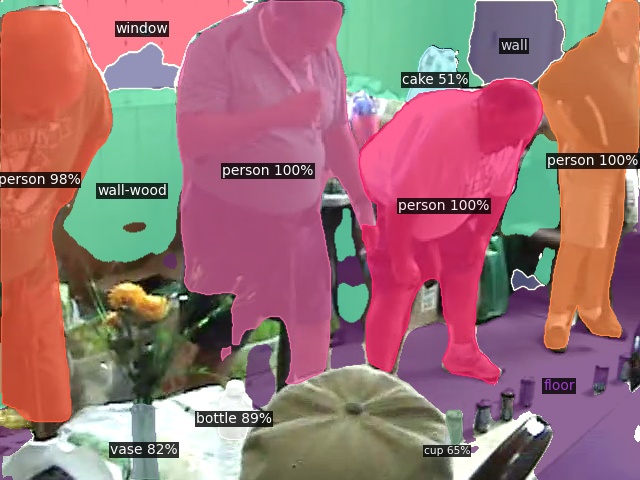 window
wall
cake 51%
person 100%
person 98%
person 100%
wall-wood
person 100%
floor
bottle 89%
vase 82%
cup 65%